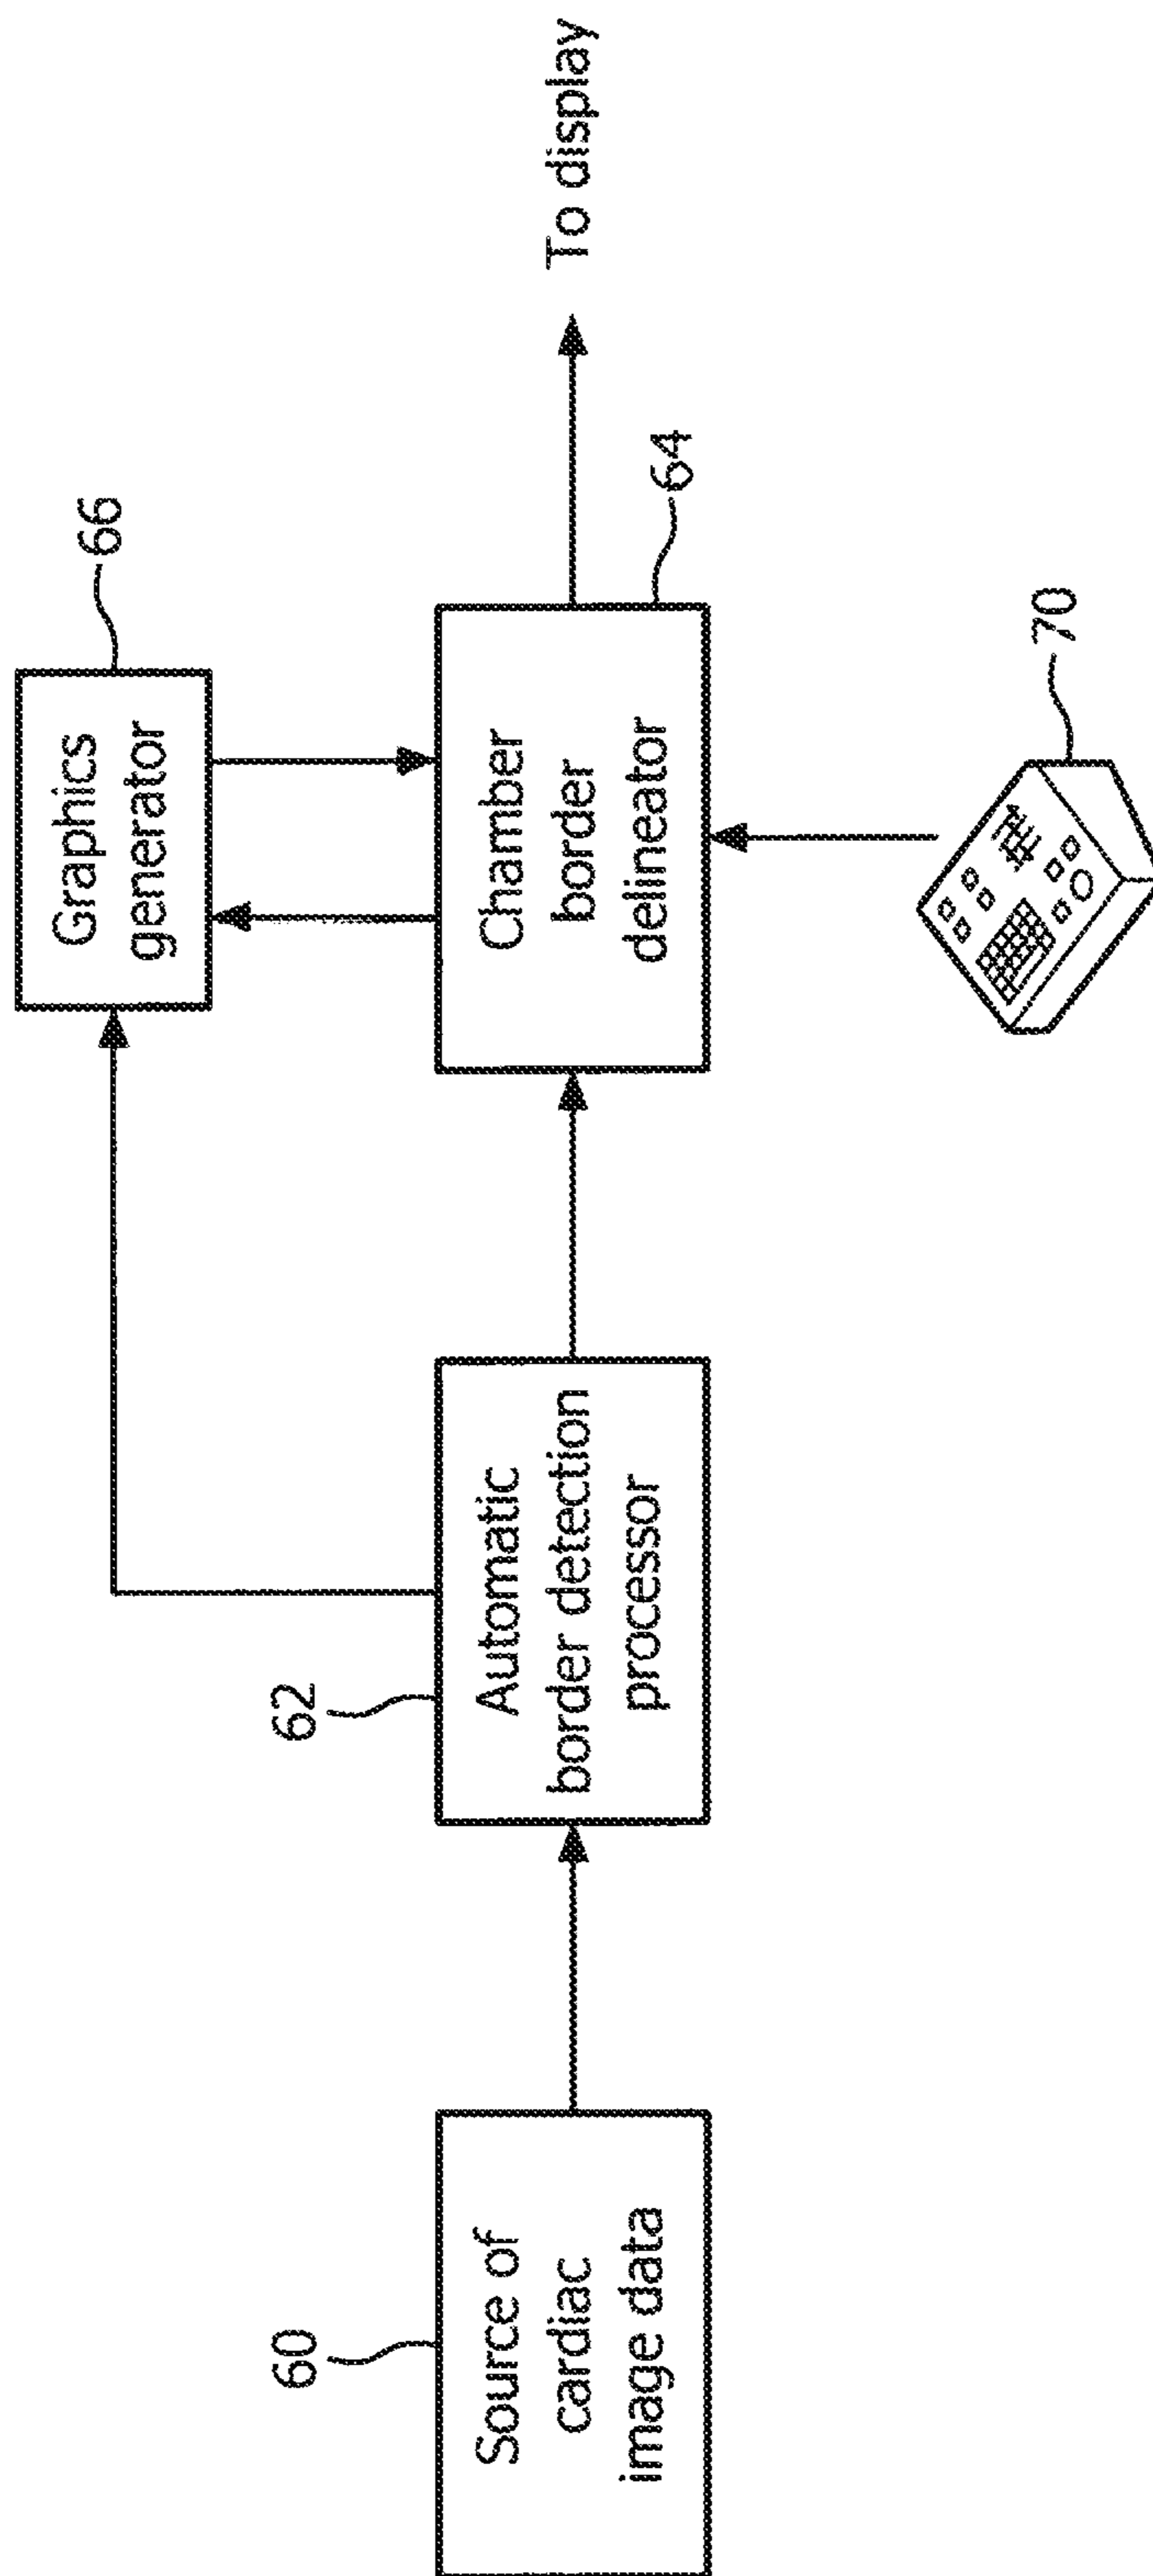 60
Source of
cardiac
image data
62
Automatic
border detection
processor
66
Graphics
generator
Chamber
border
delineator
64
70
To display